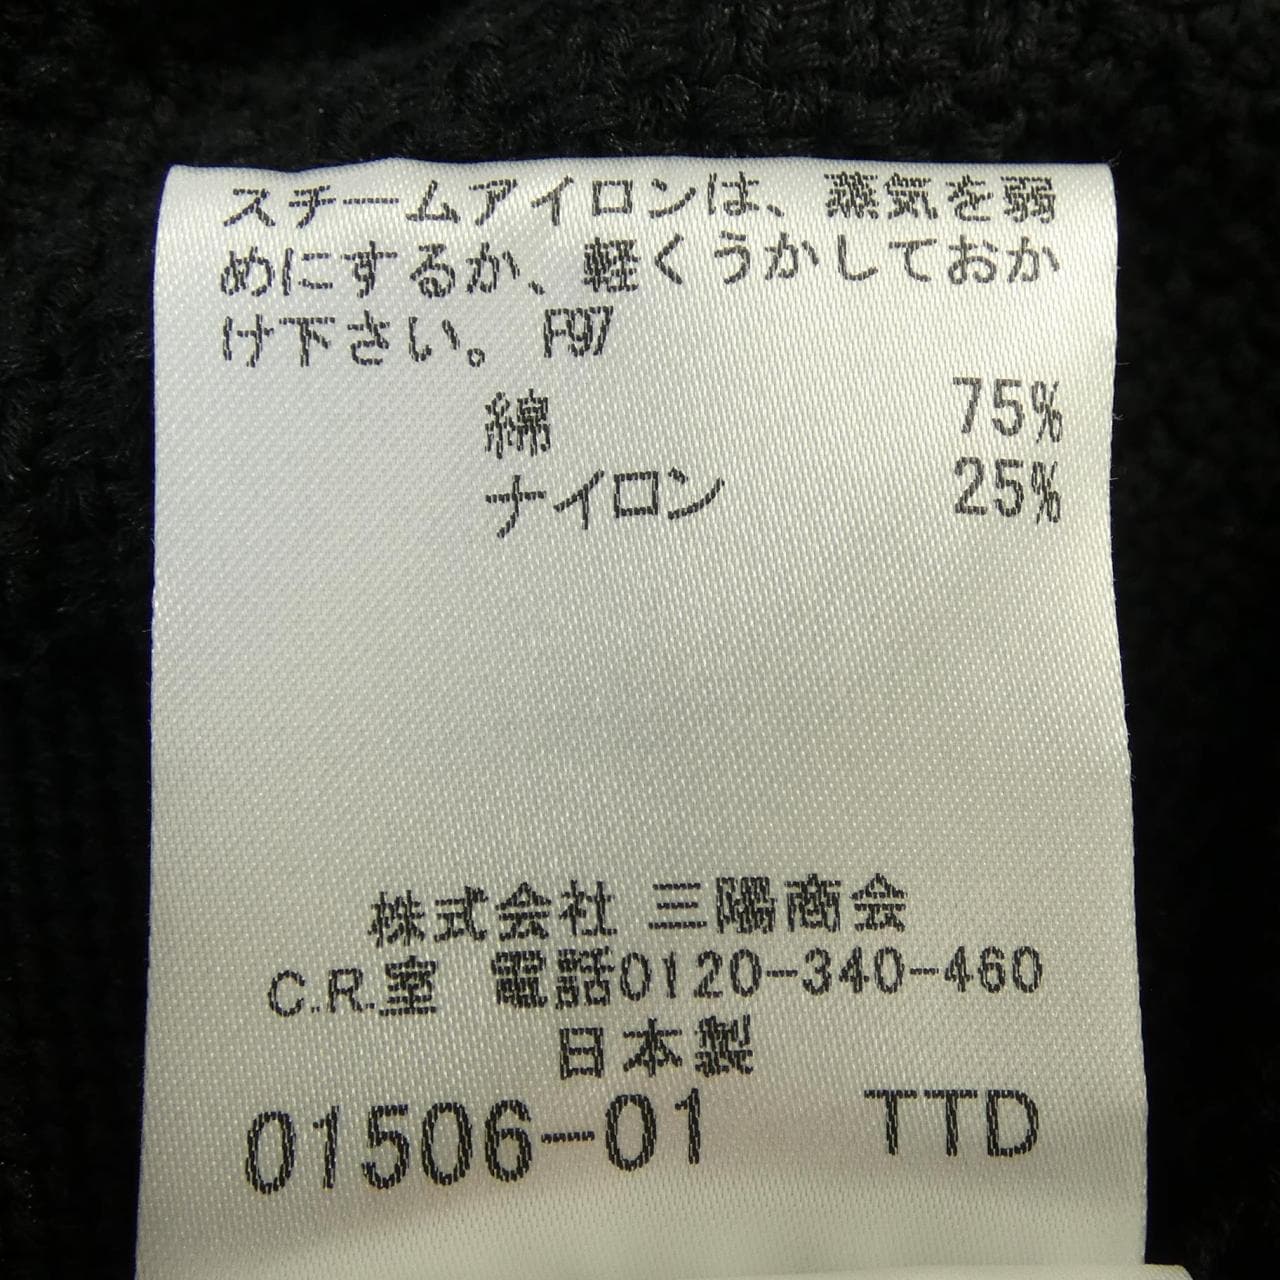 スチームアイロンは、蒸気を弱
めにするか、軽くうかしておか
け下さい。 F97
綿 75%
ナイロン 25%
株式会社 三陽商会
C.R.室 電話0120-340-460
日本製
01506-01 TTD